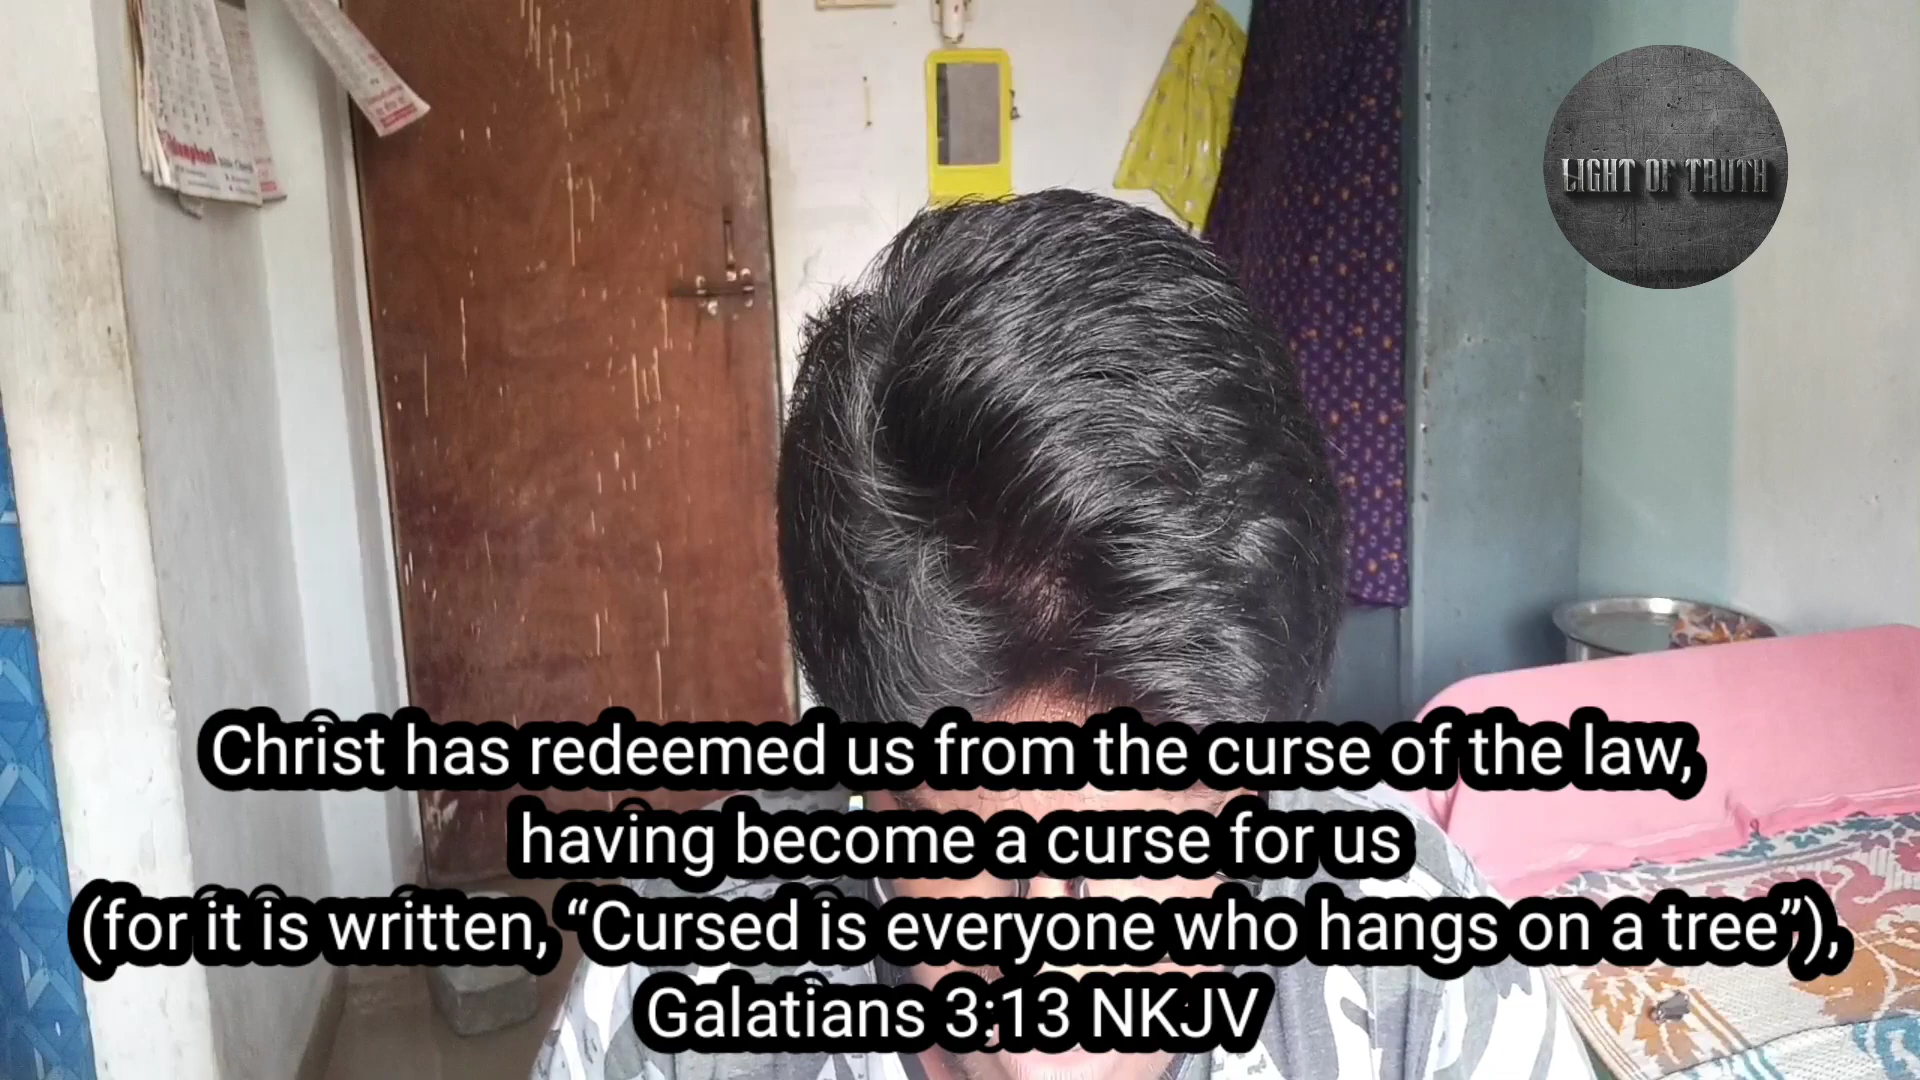 LIGHT OF TRUTH
Christ has redeemed us from the curse of the law,
having become a curse for us
(for it is written, “Cursed is everyone who hangs on a tree”),
Galatians 3:13 NKJV